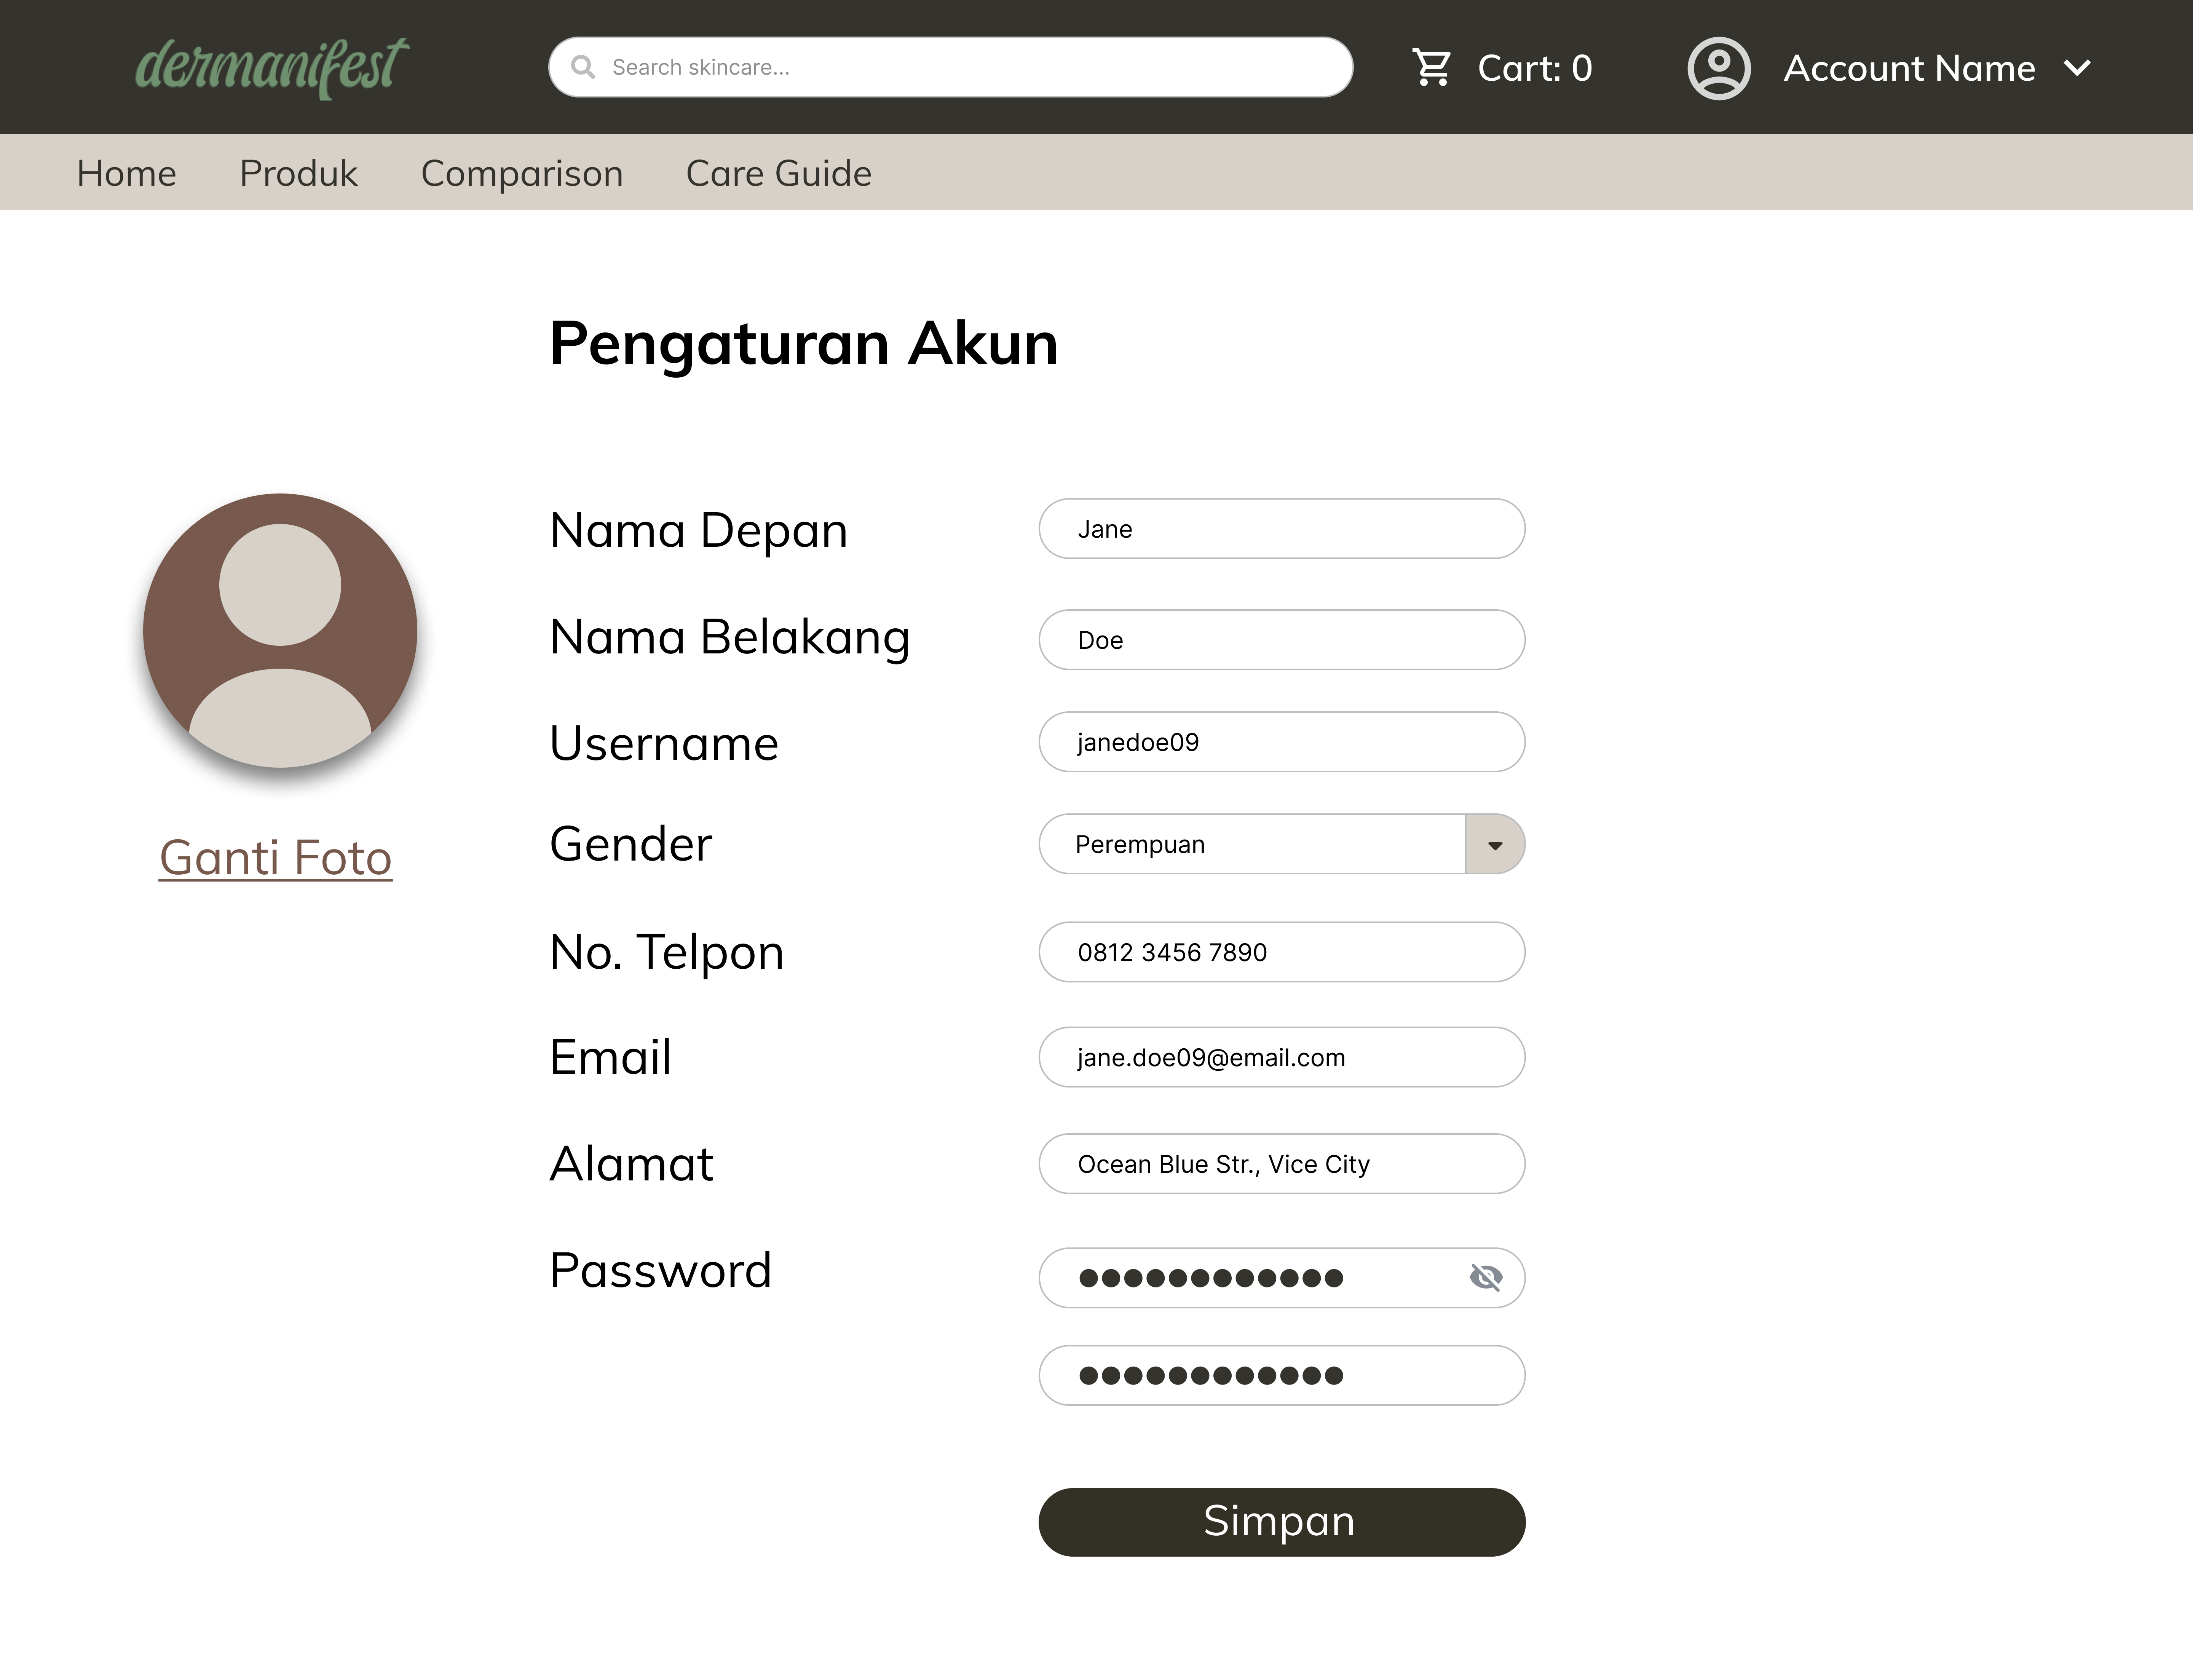 dermanifest
Search skincare...
Cart: 0
Account Name
Home Produk Comparison Care Guide
Pengaturan Akun
Ganti Foto
Nama Depan Jane
Nama Belakang Doe
Username janedoe09
Gender Perempuan
No. Telpon 0812 3456 7890
Email jane.doe09@email.com
Alamat Ocean Blue Str., Vice City
Password ●●●●●●●●●●●●
●●●●●●●●●●●●
Simpan